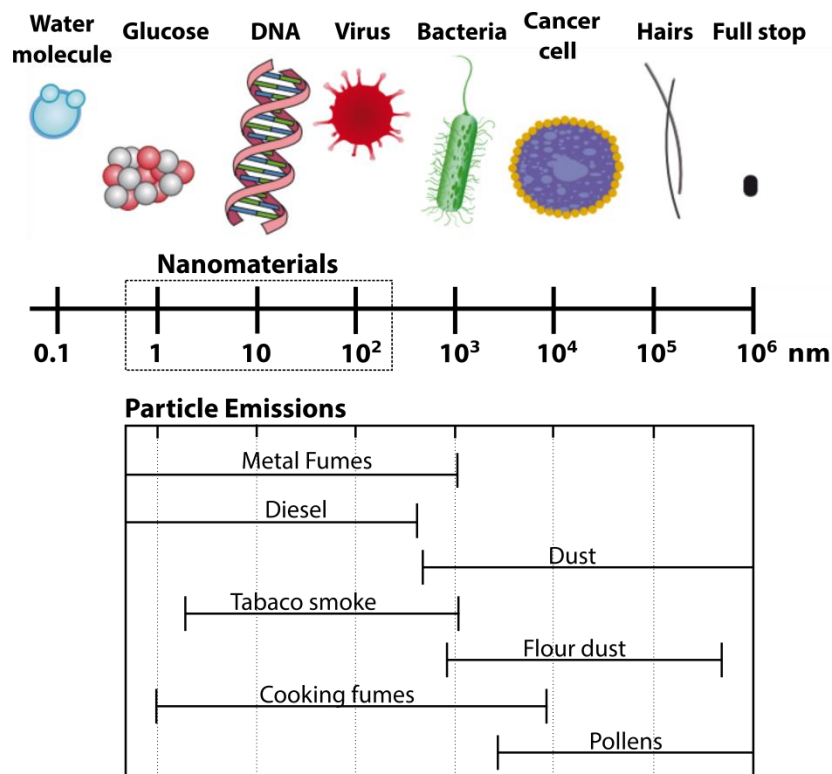 Water molecule
Glucose
DNA
Virus
Bacteria
Cancer cell
Hairs
Full stop
Nanomaterials
0.1 1 10 10² 10³ 10⁴ 10⁵ 10⁶ nm
Particle Emissions
Metal Fumes
Diesel
Dust
Tabaco smoke
Flour dust
Cooking fumes
Pollens